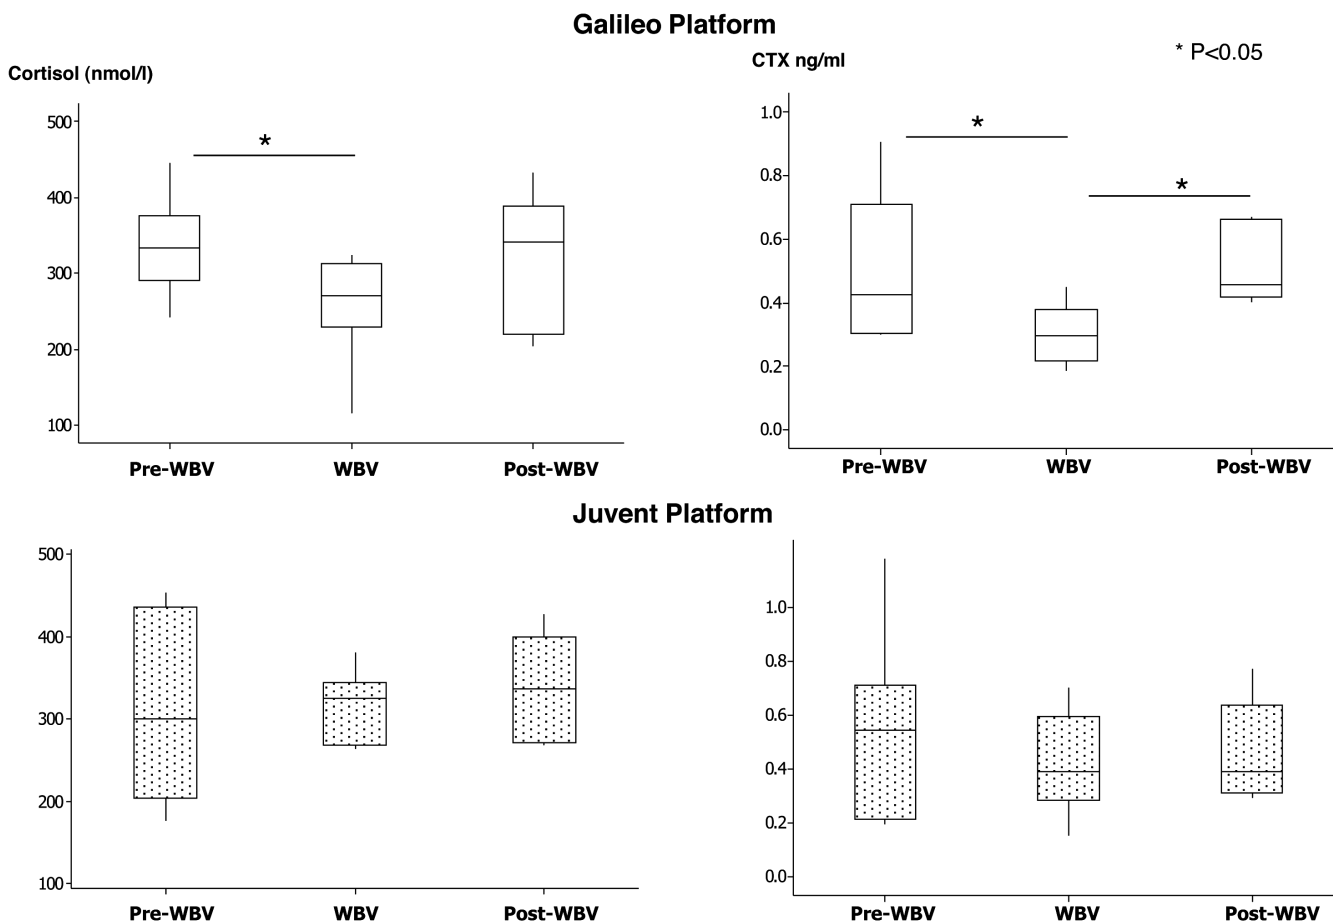 Galileo Platform
* P<0.05
Cortisol (nmol/l)
CTX ng/ml
500
400
300
200
100
*
Pre-WBV WBV Post-WBV
1.0
0.8
0.6
0.4
0.2
0.0
*
*
Pre-WBV WBV Post-WBV
Juvent Platform
500
400
300
200
100
Pre-WBV WBV Post-WBV
1.0
0.8
0.6
0.4
0.2
0.0
Pre-WBV WBV Post-WBV